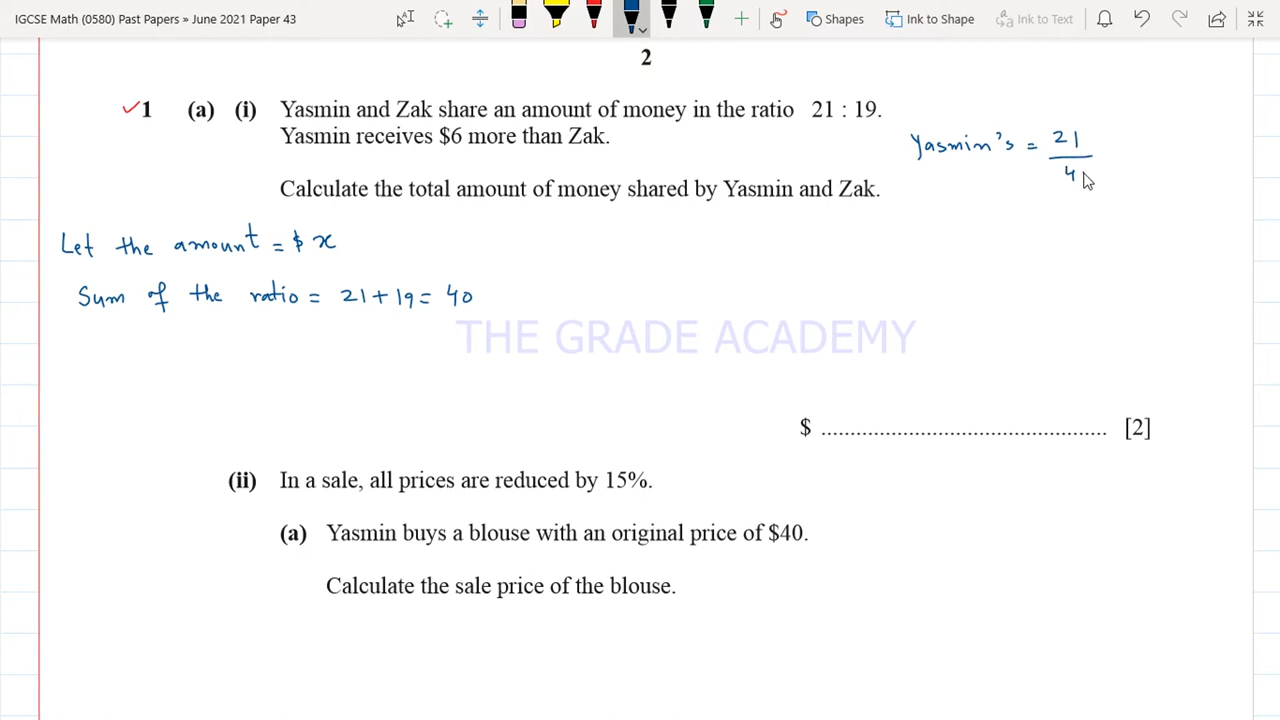 IGCSE Math (0580) Past Papers » June 2021 Paper 43
Shapes
Ink to Shape
Ink to Text
2
✓1 (a) (i) Yasmin and Zak share an amount of money in the ratio 21 : 19.
Yasmin receives $6 more than Zak.
Yasmin's = 21
4
Calculate the total amount of money shared by Yasmin and Zak.
Let the amount = $ x
Sum of the ratio = 21 + 19 = 40
THE GRADE ACADEMY
$ ................................................ [2]
(ii) In a sale, all prices are reduced by 15%.
(a) Yasmin buys a blouse with an original price of $40.
Calculate the sale price of the blouse.